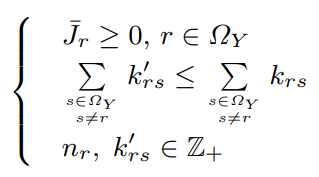 J̄_r ≥ 0, r ∈ Ω_Y
∑_{s∈Ω_Y, s≠r} k′_{rs} ≤ ∑_{s∈Ω_Y, s≠r} k_{rs}
n_r, k′_{rs} ∈ ℤ_+